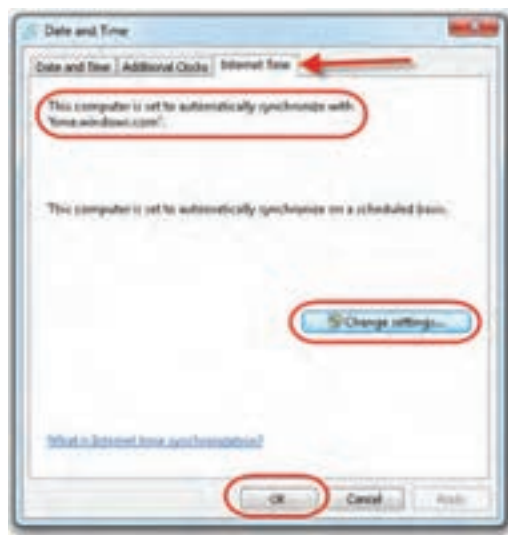 Date and Time
Date and Time Additional Clocks Internet Time
This computer is set to automatically synchronize with
'time.windows.com'.
This computer is set to automatically synchronize on a scheduled basis.
Change settings...
What is Internet time synchronization?
OK Cancel Apply